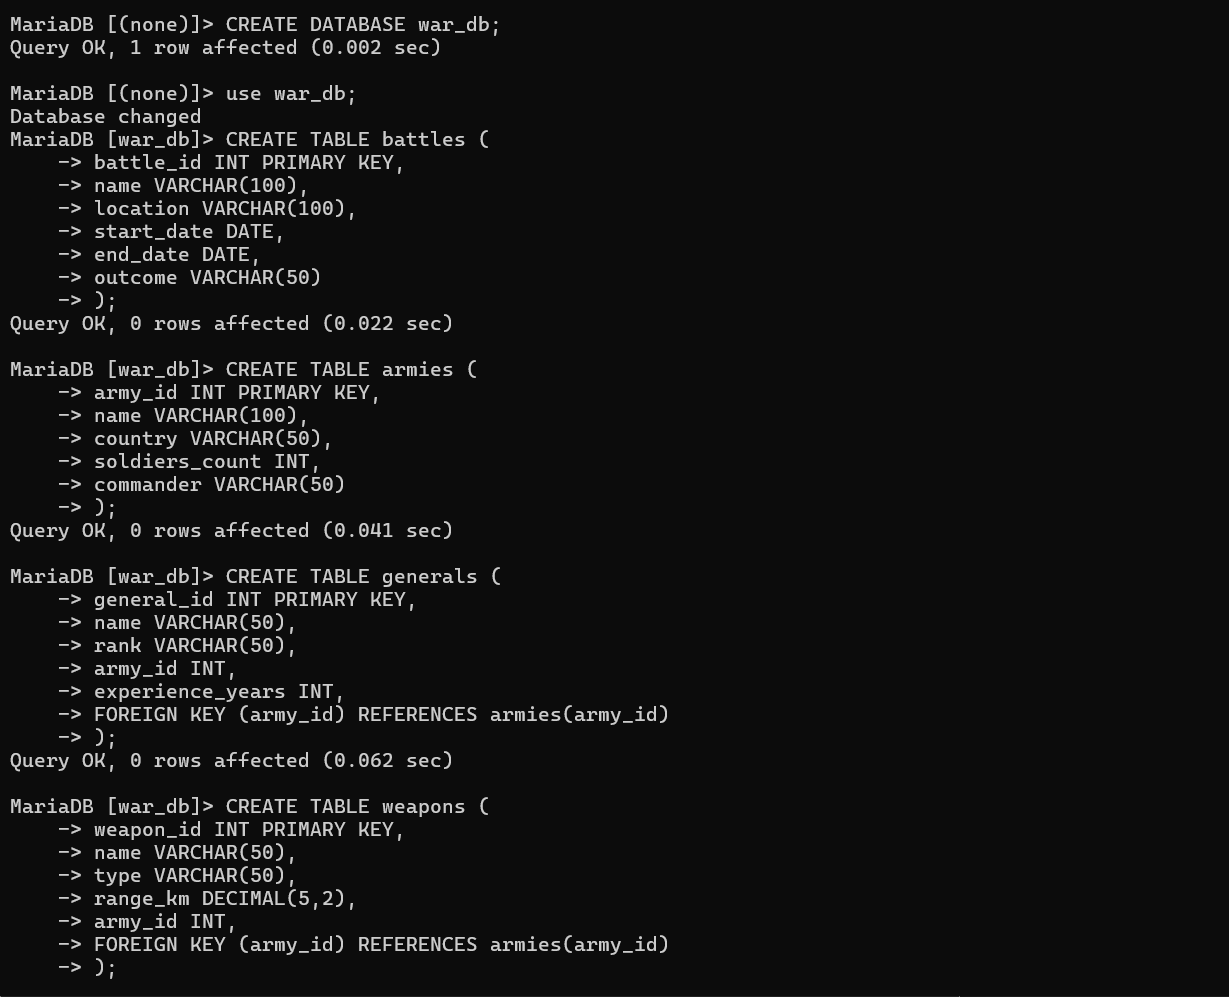 MariaDB [(none)]> CREATE DATABASE war_db;
Query OK, 1 row affected (0.002 sec)

MariaDB [(none)]> use war_db;
Database changed
MariaDB [war_db]> CREATE TABLE battles (
    -> battle_id INT PRIMARY KEY,
    -> name VARCHAR(100),
    -> location VARCHAR(100),
    -> start_date DATE,
    -> end_date DATE,
    -> outcome VARCHAR(50)
    -> );
Query OK, 0 rows affected (0.022 sec)

MariaDB [war_db]> CREATE TABLE armies (
    -> army_id INT PRIMARY KEY,
    -> name VARCHAR(100),
    -> country VARCHAR(50),
    -> soldiers_count INT,
    -> commander VARCHAR(50)
    -> );
Query OK, 0 rows affected (0.041 sec)

MariaDB [war_db]> CREATE TABLE generals (
    -> general_id INT PRIMARY KEY,
    -> name VARCHAR(50),
    -> rank VARCHAR(50),
    -> army_id INT,
    -> experience_years INT,
    -> FOREIGN KEY (army_id) REFERENCES armies(army_id)
    -> );
Query OK, 0 rows affected (0.062 sec)

MariaDB [war_db]> CREATE TABLE weapons (
    -> weapon_id INT PRIMARY KEY,
    -> name VARCHAR(50),
    -> type VARCHAR(50),
    -> range_km DECIMAL(5,2),
    -> army_id INT,
    -> FOREIGN KEY (army_id) REFERENCES armies(army_id)
    -> );